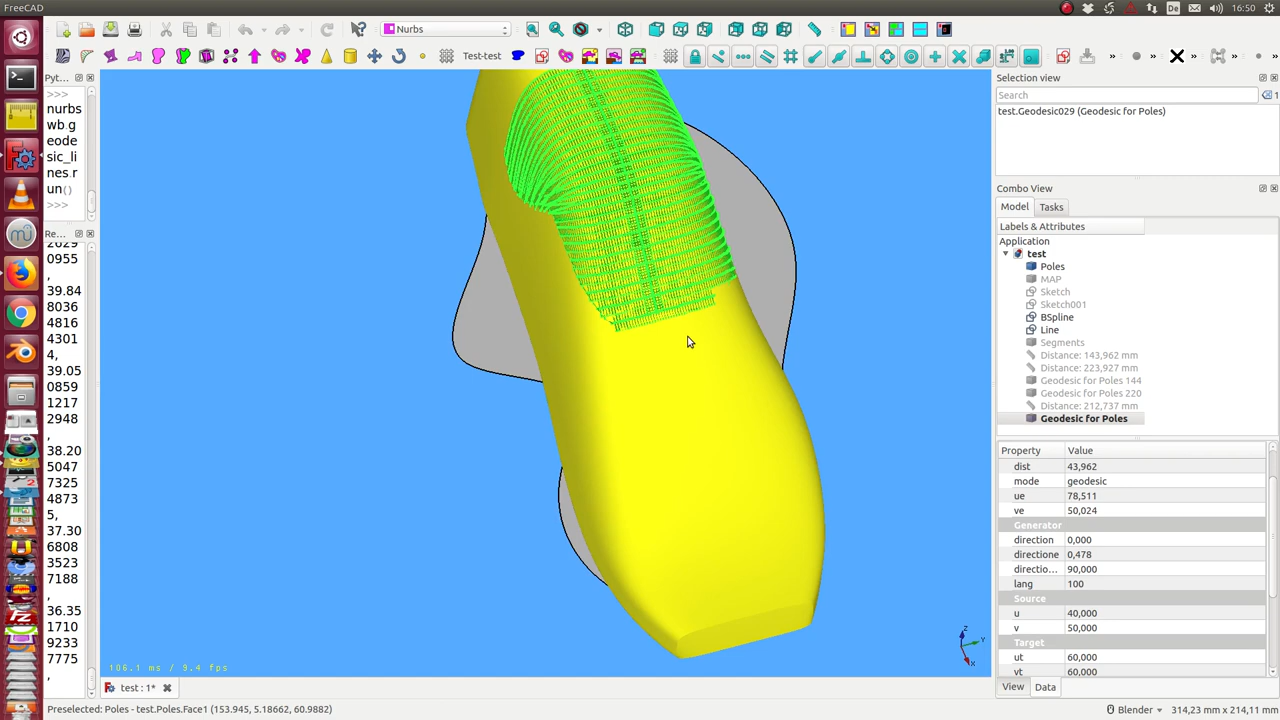 FreeCAD
16:50
Nurbs
Test-test
Pyt...
>>>
nurbs
wb.g
eode
sic_li
nes.r
un()
>>>
Re...
2629
0955
,
39.84
8036
4816
4301
4,
39.05
0859
1217
2948
,
38.20
5047
7325
4873
5,
37.30
6808
3523
7188
,
36.35
1710
9233
7775
,
106.1 ms / 9.4 fps
Z
Y
X
test : 1*
Selection view
Search
1
test.Geodesic029 (Geodesic for Poles)
Combo View
Model
Tasks
Labels & Attributes
Application
test
Poles
MAP
Sketch
Sketch001
BSpline
Line
Segments
Distance: 143,962 mm
Distance: 223,927 mm
Geodesic for Poles 144
Geodesic for Poles 220
Distance: 212,737 mm
Geodesic for Poles
Property Value
dist 43,962
mode geodesic
ue 78,511
ve 50,024
Generator
direction 0,000
directione 0,478
directio... 90,000
lang 100
Source
u 40,000
v 50,000
Target
ut 60,000
vt 60,000
View
Data
Preselected: Poles - test.Poles.Face1 (153.945, 5.18662, 60.9882)
Blender
314,23 mm x 214,11 mm